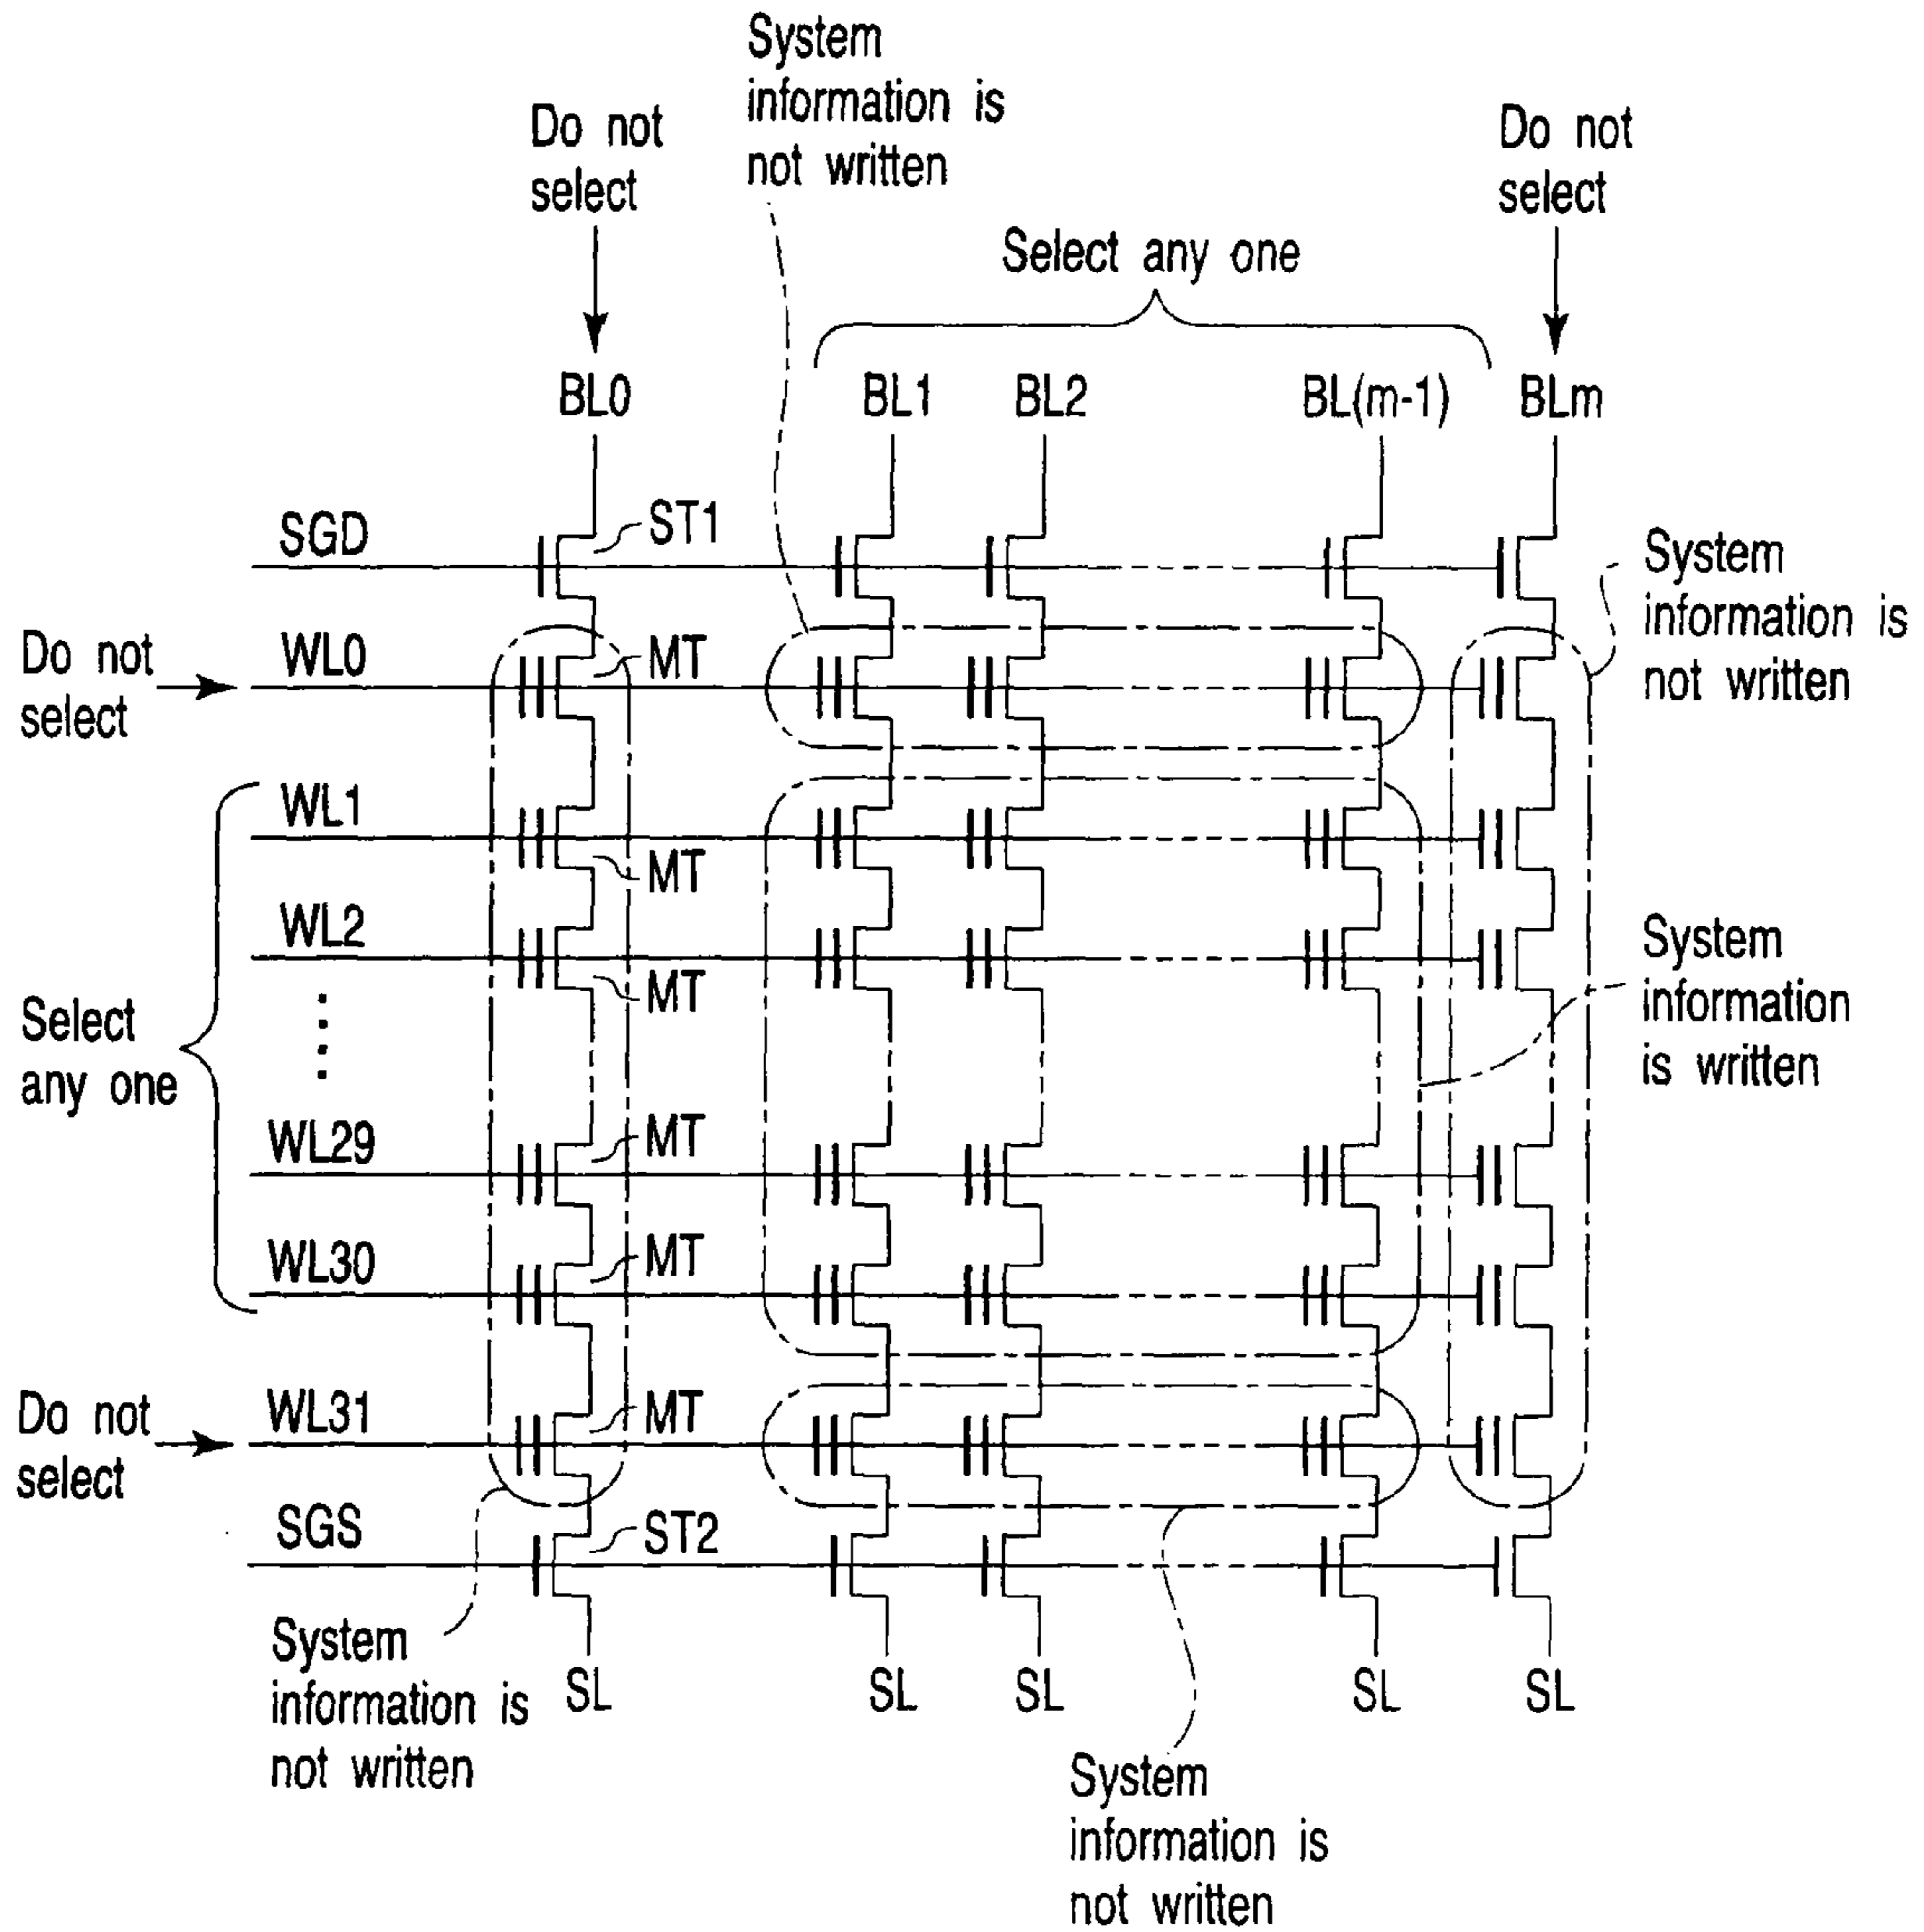 System
information is
not written
Do not
select
Do not
select
Select any one
BL0
BL1
BL2
BL(m-1)
BLm
SGD
ST1
System
information is
not written
Do not
select
WL0
MT
WL1
MT
WL2
MT
System
information
is written
Select
any one
WL29
MT
WL30
MT
Do not
select
WL31
MT
SGS
ST2
System
information is
not written
SL
SL
SL
SL
SL
System
information is
not written